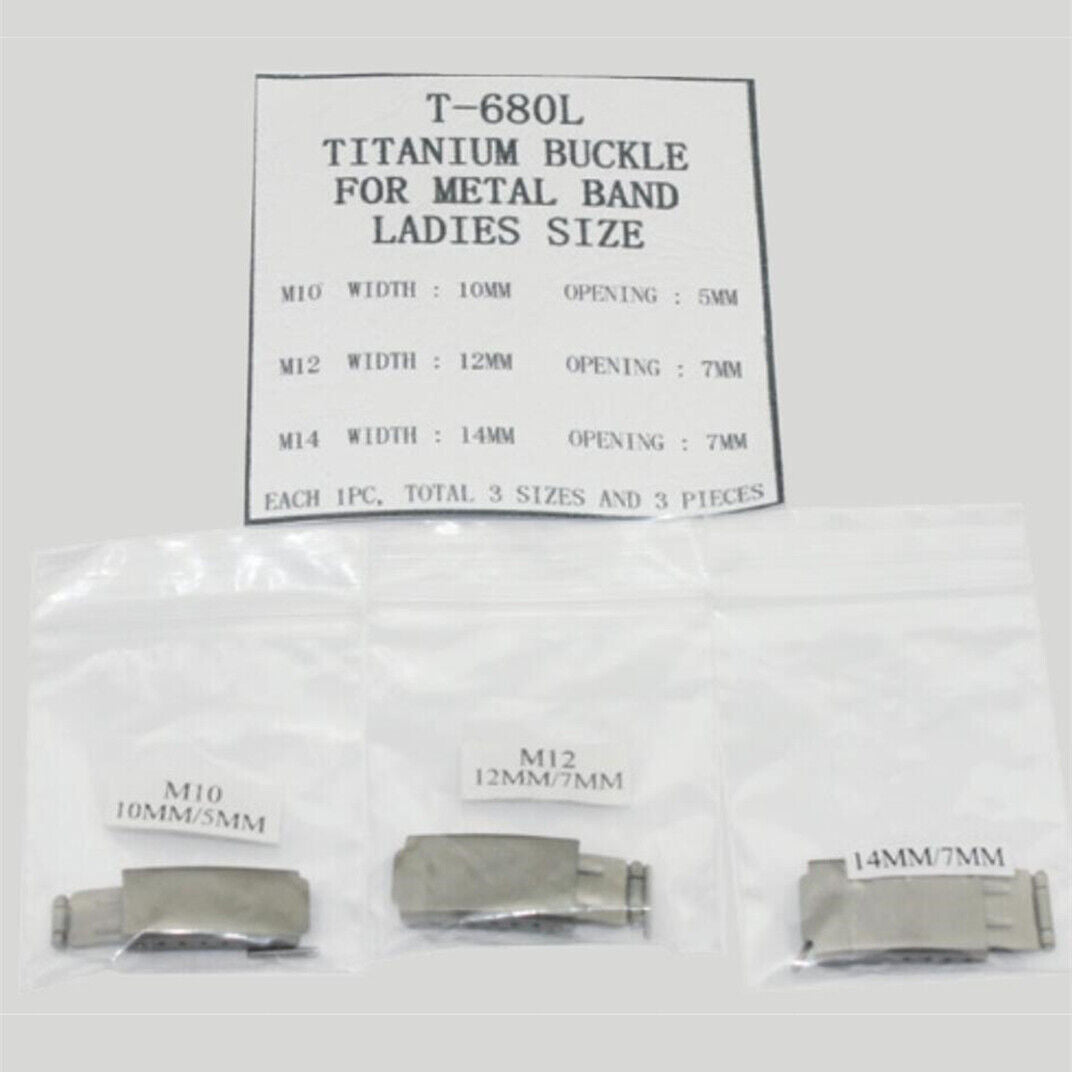 T-680L
TITANIUM BUCKLE
FOR METAL BAND
LADIES SIZE
M10 WIDTH : 10MM OPENING : 5MM
M12 WIDTH : 12MM OPENING : 7MM
M14 WIDTH : 14MM OPENING : 7MM
EACH 1PC, TOTAL 3 SIZES AND 3 PIECES
M10
10MM/5MM
M12
12MM/7MM
14MM/7MM